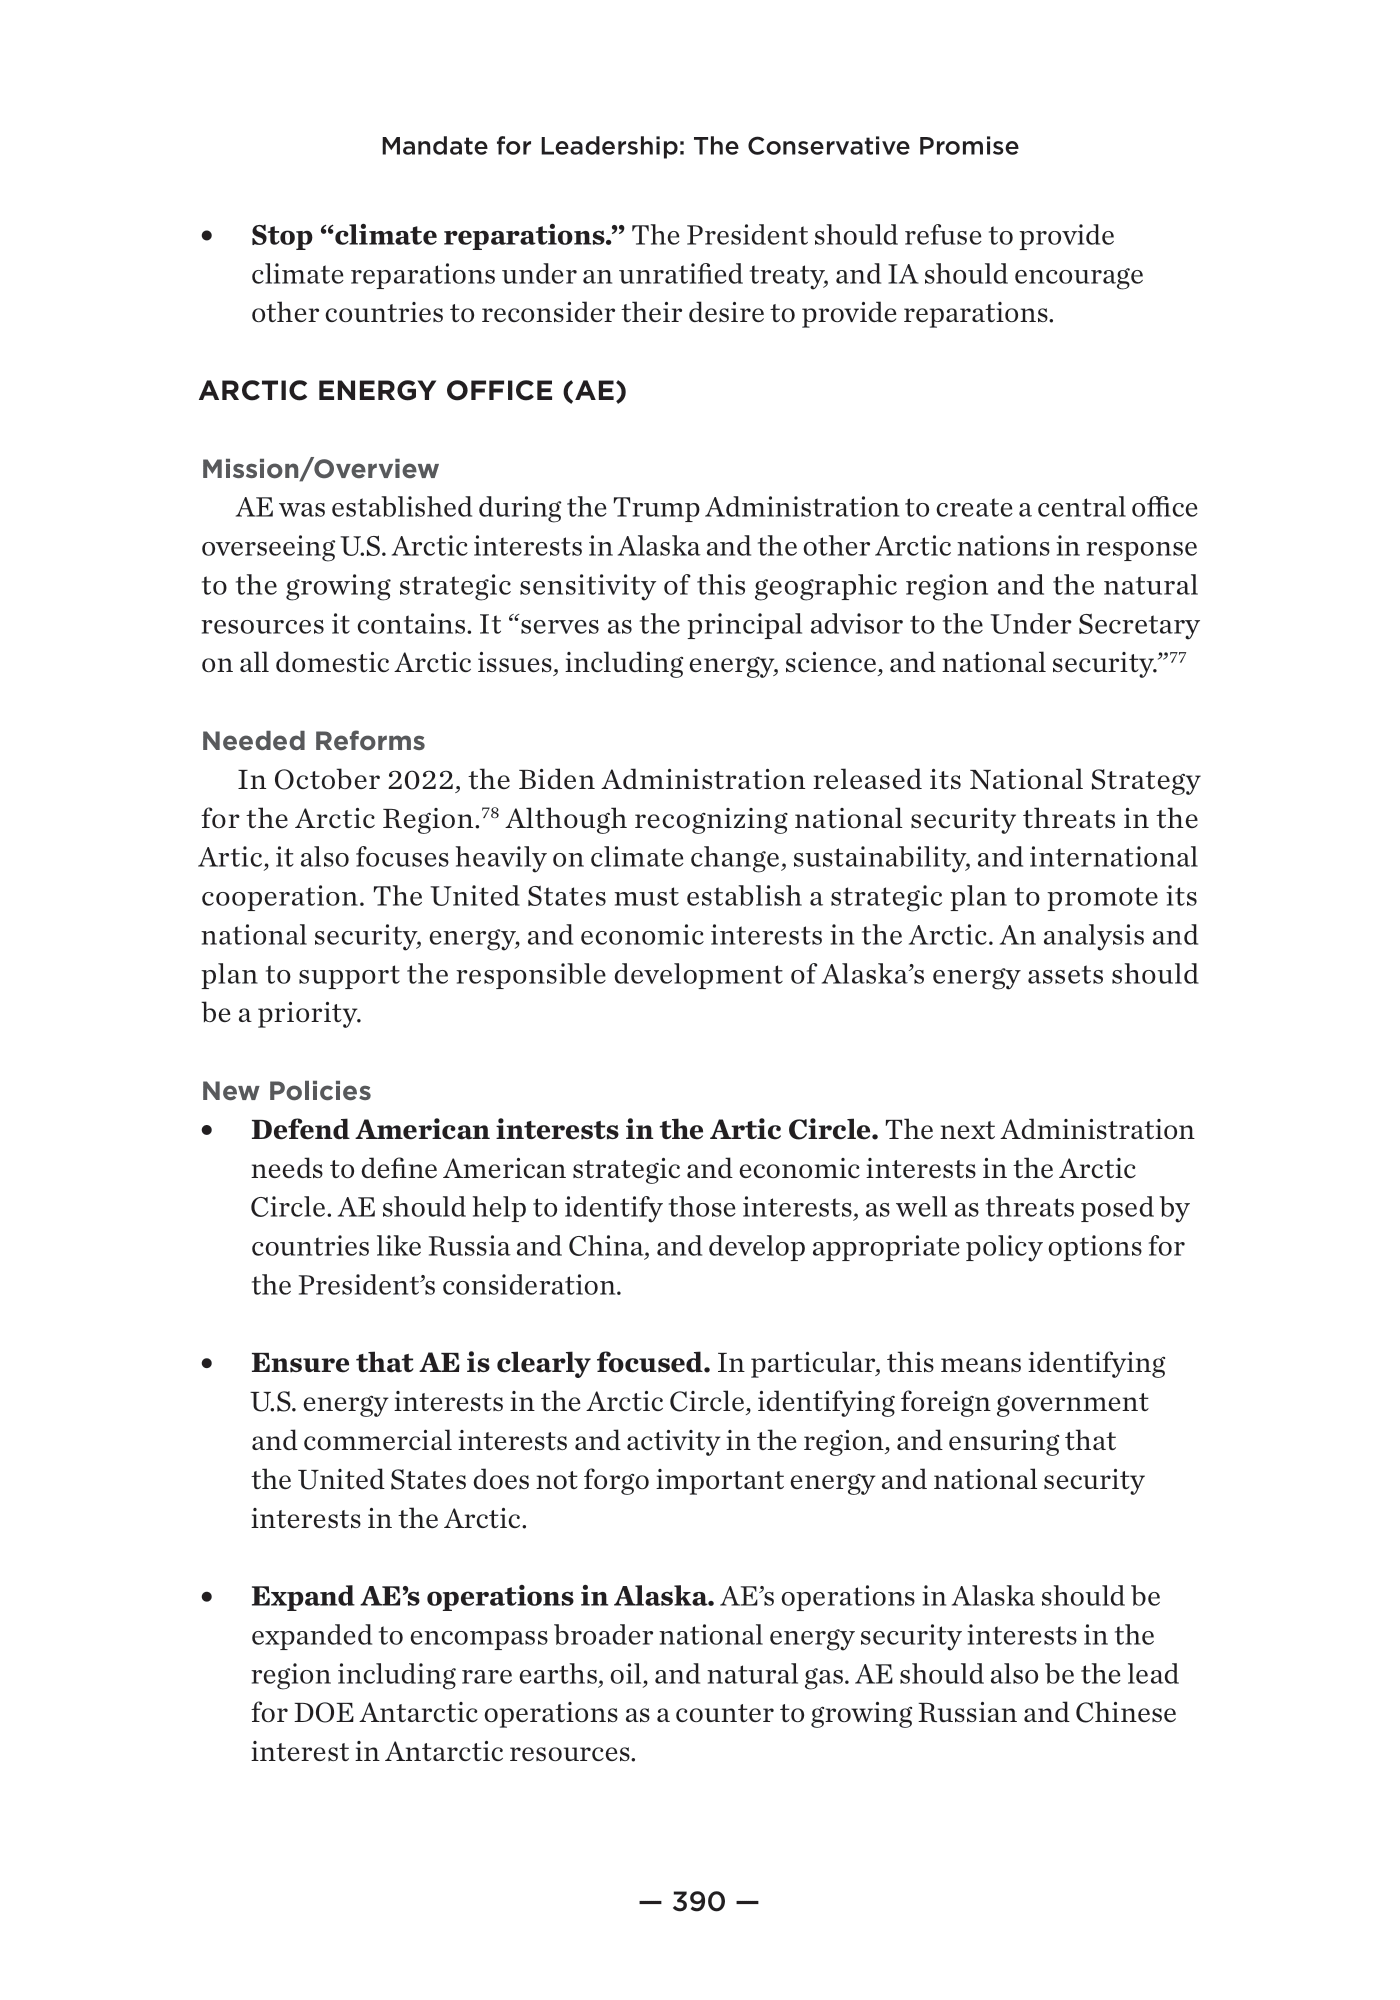 Mandate for Leadership: The Conservative Promise
• Stop “climate reparations.” The President should refuse to provide
climate reparations under an unratified treaty, and IA should encourage
other countries to reconsider their desire to provide reparations.
ARCTIC ENERGY OFFICE (AE)
Mission/Overview
AE was established during the Trump Administration to create a central office
overseeing U.S. Arctic interests in Alaska and the other Arctic nations in response
to the growing strategic sensitivity of this geographic region and the natural
resources it contains. It “serves as the principal advisor to the Under Secretary
on all domestic Arctic issues, including energy, science, and national security.”77
Needed Reforms
In October 2022, the Biden Administration released its National Strategy
for the Arctic Region.78 Although recognizing national security threats in the
Artic, it also focuses heavily on climate change, sustainability, and international
cooperation. The United States must establish a strategic plan to promote its
national security, energy, and economic interests in the Arctic. An analysis and
plan to support the responsible development of Alaska’s energy assets should
be a priority.
New Policies
• Defend American interests in the Artic Circle. The next Administration
needs to define American strategic and economic interests in the Arctic
Circle. AE should help to identify those interests, as well as threats posed by
countries like Russia and China, and develop appropriate policy options for
the President’s consideration.
• Ensure that AE is clearly focused. In particular, this means identifying
U.S. energy interests in the Arctic Circle, identifying foreign government
and commercial interests and activity in the region, and ensuring that
the United States does not forgo important energy and national security
interests in the Arctic.
• Expand AE’s operations in Alaska. AE’s operations in Alaska should be
expanded to encompass broader national energy security interests in the
region including rare earths, oil, and natural gas. AE should also be the lead
for DOE Antarctic operations as a counter to growing Russian and Chinese
interest in Antarctic resources.
— 390 —